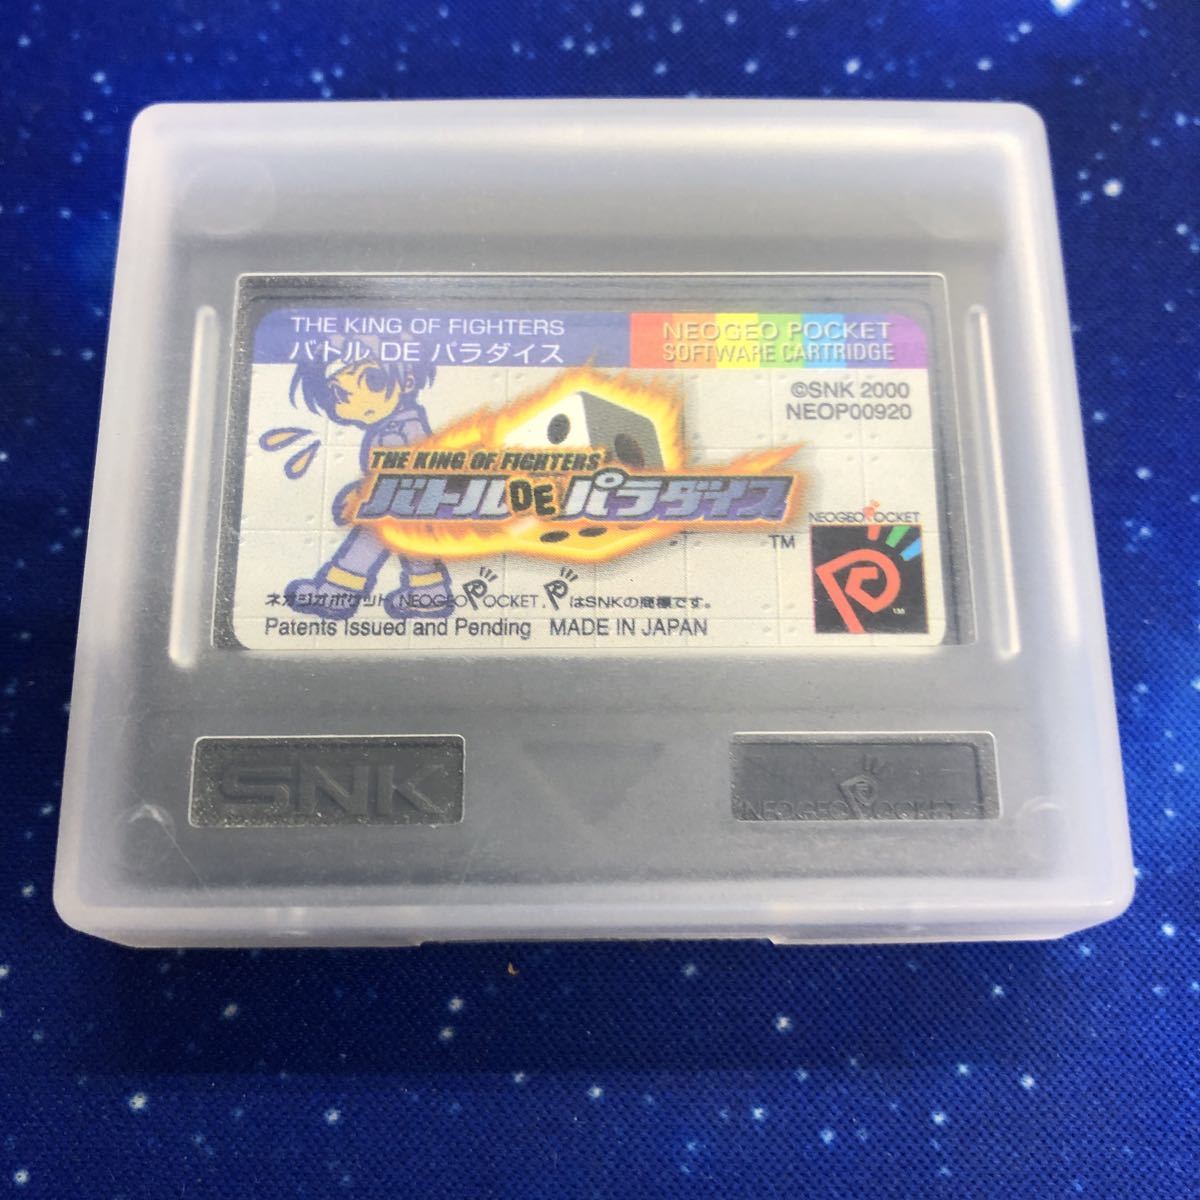 THE KING OF FIGHTERS
バトル DE パラダイス
NEOGEO POCKET
SOFTWARE CARTRIDGE
©SNK 2000
NEOP00920
THE KING OF FIGHTERS
バトル DE パラダイス
TM
NEOGEO POCKET
TM
ネオジオポケット, NEOGEO POCKET, PはSNKの商標です。
Patents Issued and Pending MADE IN JAPAN
SNK
NEOGEO POCKET